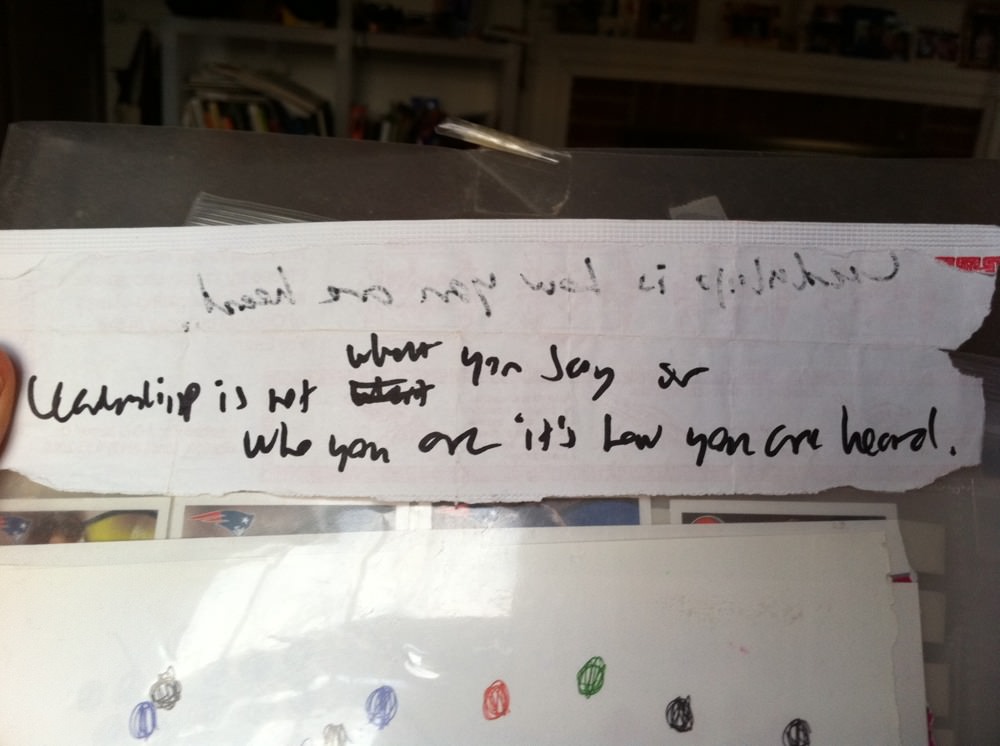 Leadership is how you are heard
what you say or
Leadership is not what
who you are it's how you are heard.